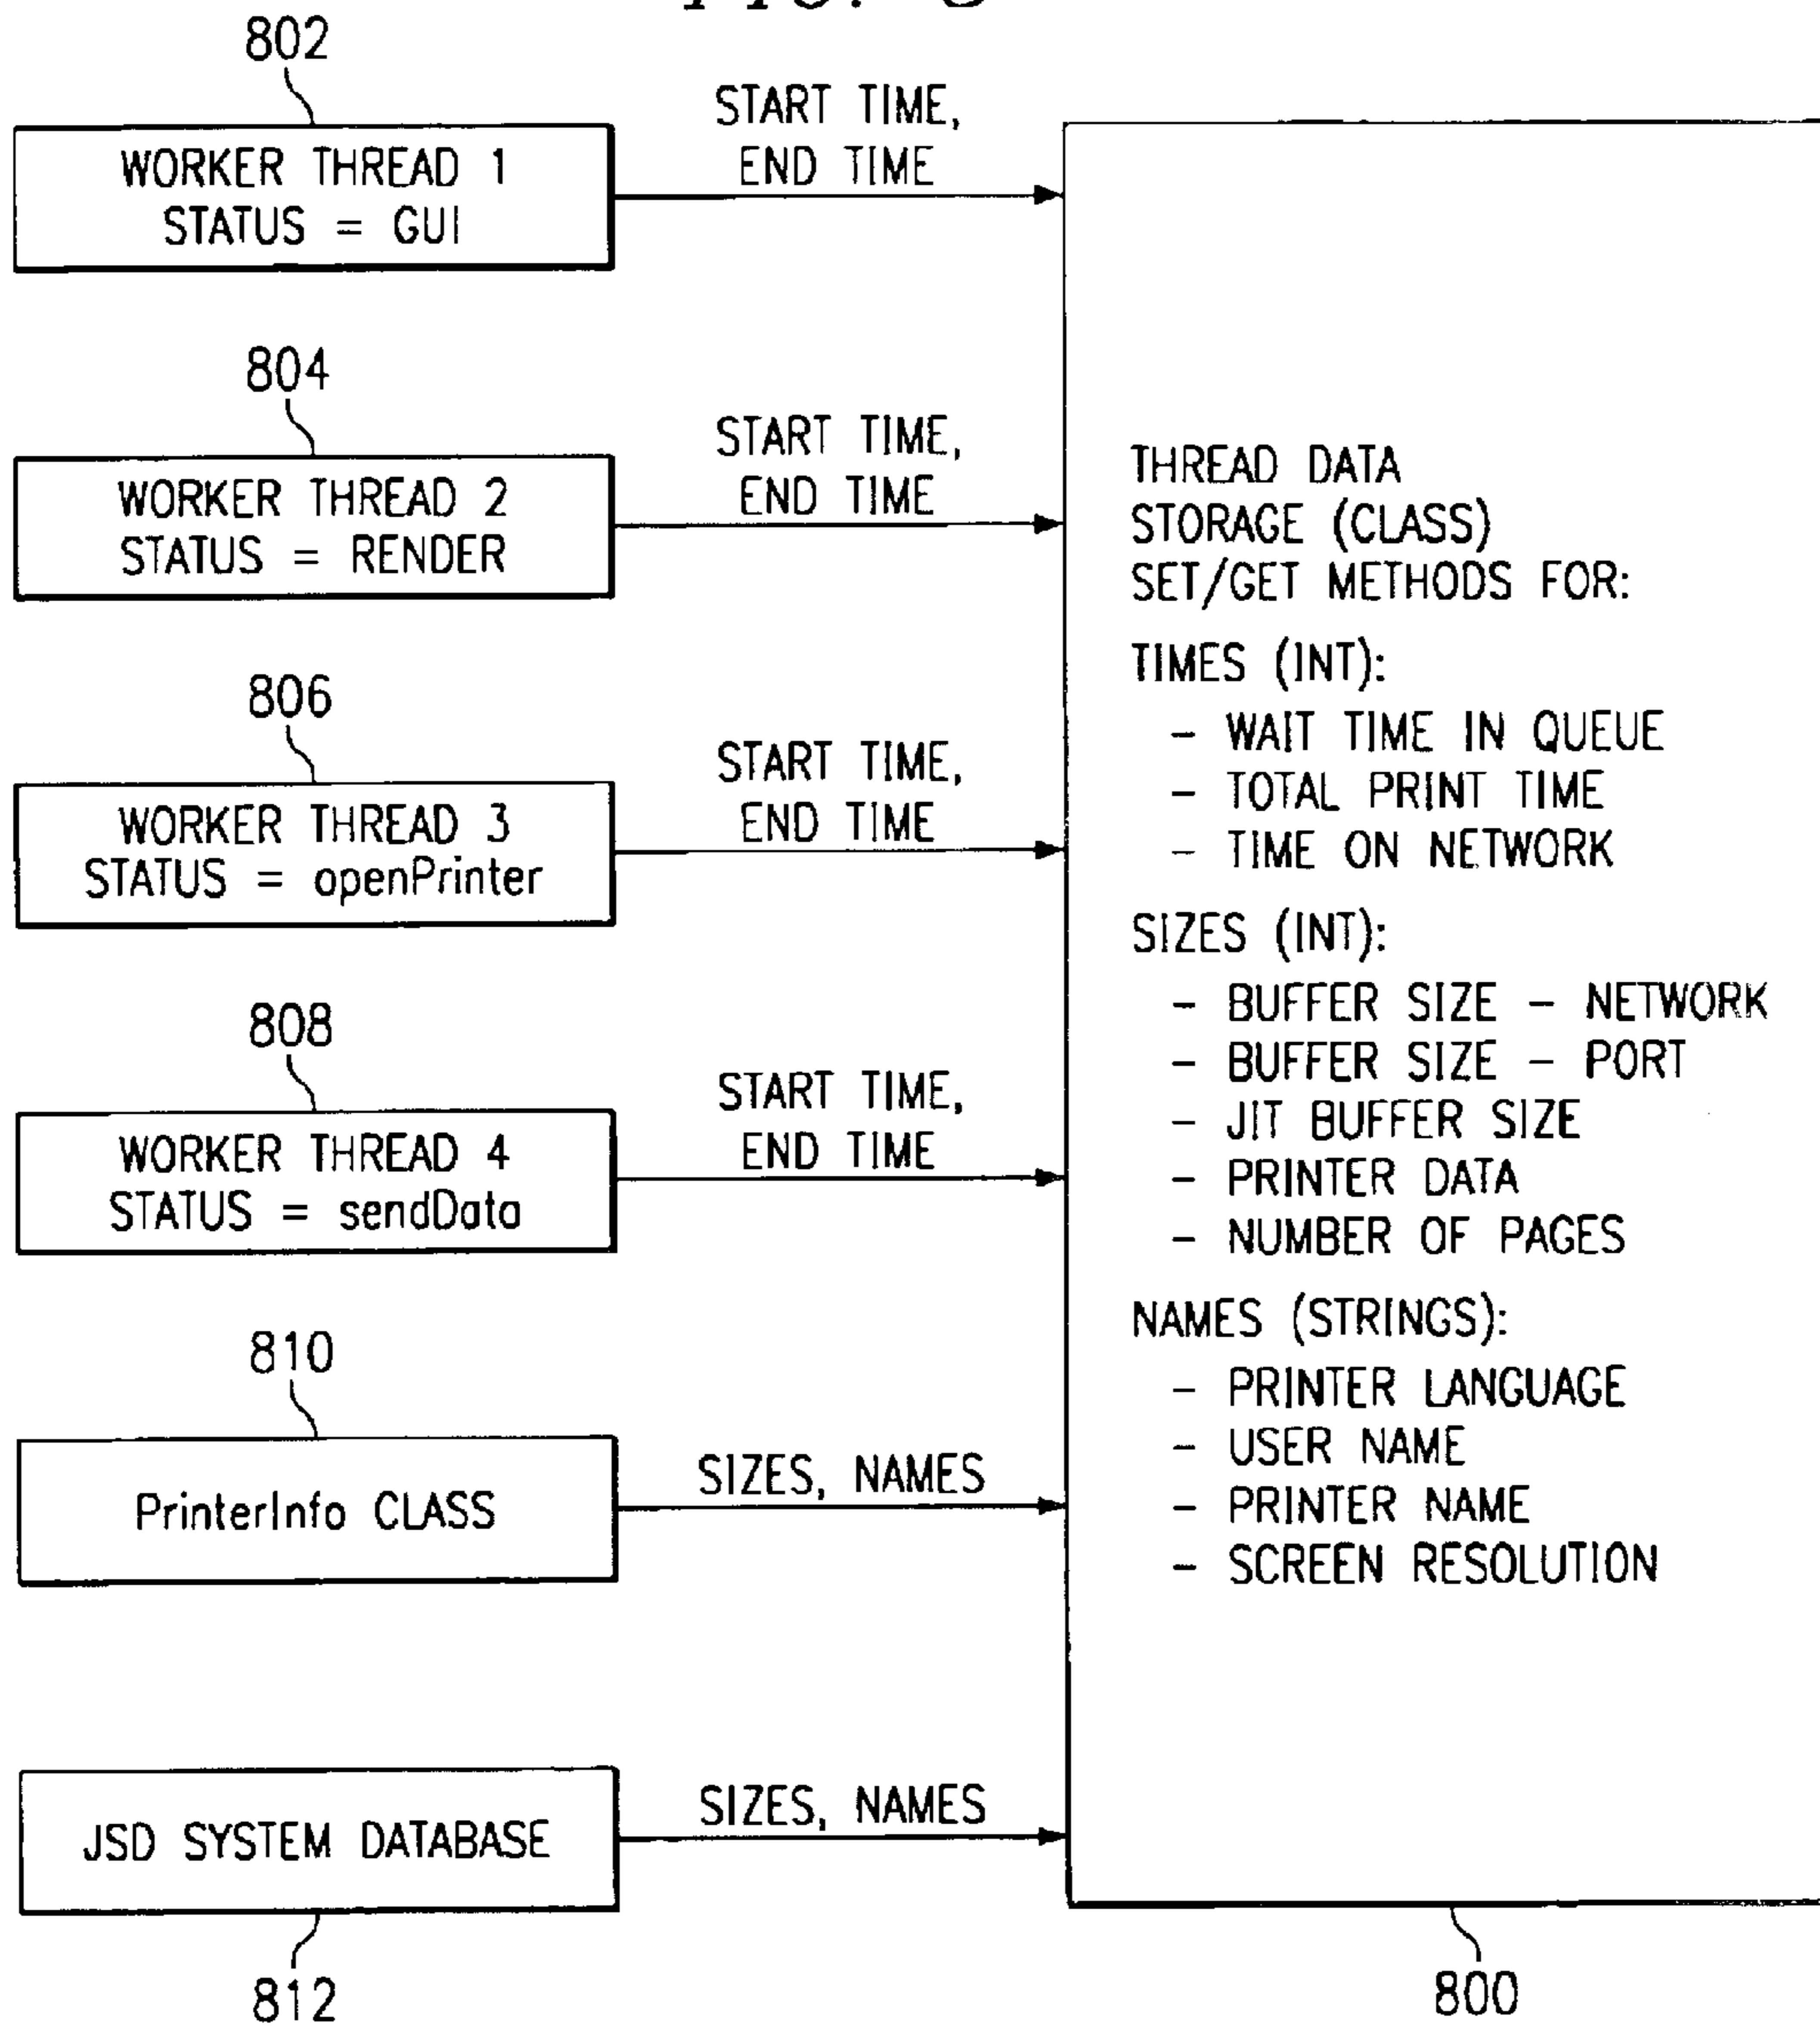 802
WORKER THREAD 1
STATUS = GUI
START TIME,
END TIME
804
WORKER THREAD 2
STATUS = RENDER
START TIME,
END TIME
806
WORKER THREAD 3
STATUS = openPrinter
START TIME,
END TIME
808
WORKER THREAD 4
STATUS = sendData
START TIME,
END TIME
810
PrinterInfo CLASS
SIZES, NAMES
JSD SYSTEM DATABASE
SIZES, NAMES
812
THREAD DATA
STORAGE (CLASS)
SET/GET METHODS FOR:
TIMES (INT):
– WAIT TIME IN QUEUE
– TOTAL PRINT TIME
– TIME ON NETWORK
SIZES (INT):
– BUFFER SIZE – NETWORK
– BUFFER SIZE – PORT
– JIT BUFFER SIZE
– PRINTER DATA
– NUMBER OF PAGES
NAMES (STRINGS):
– PRINTER LANGUAGE
– USER NAME
– PRINTER NAME
– SCREEN RESOLUTION
800